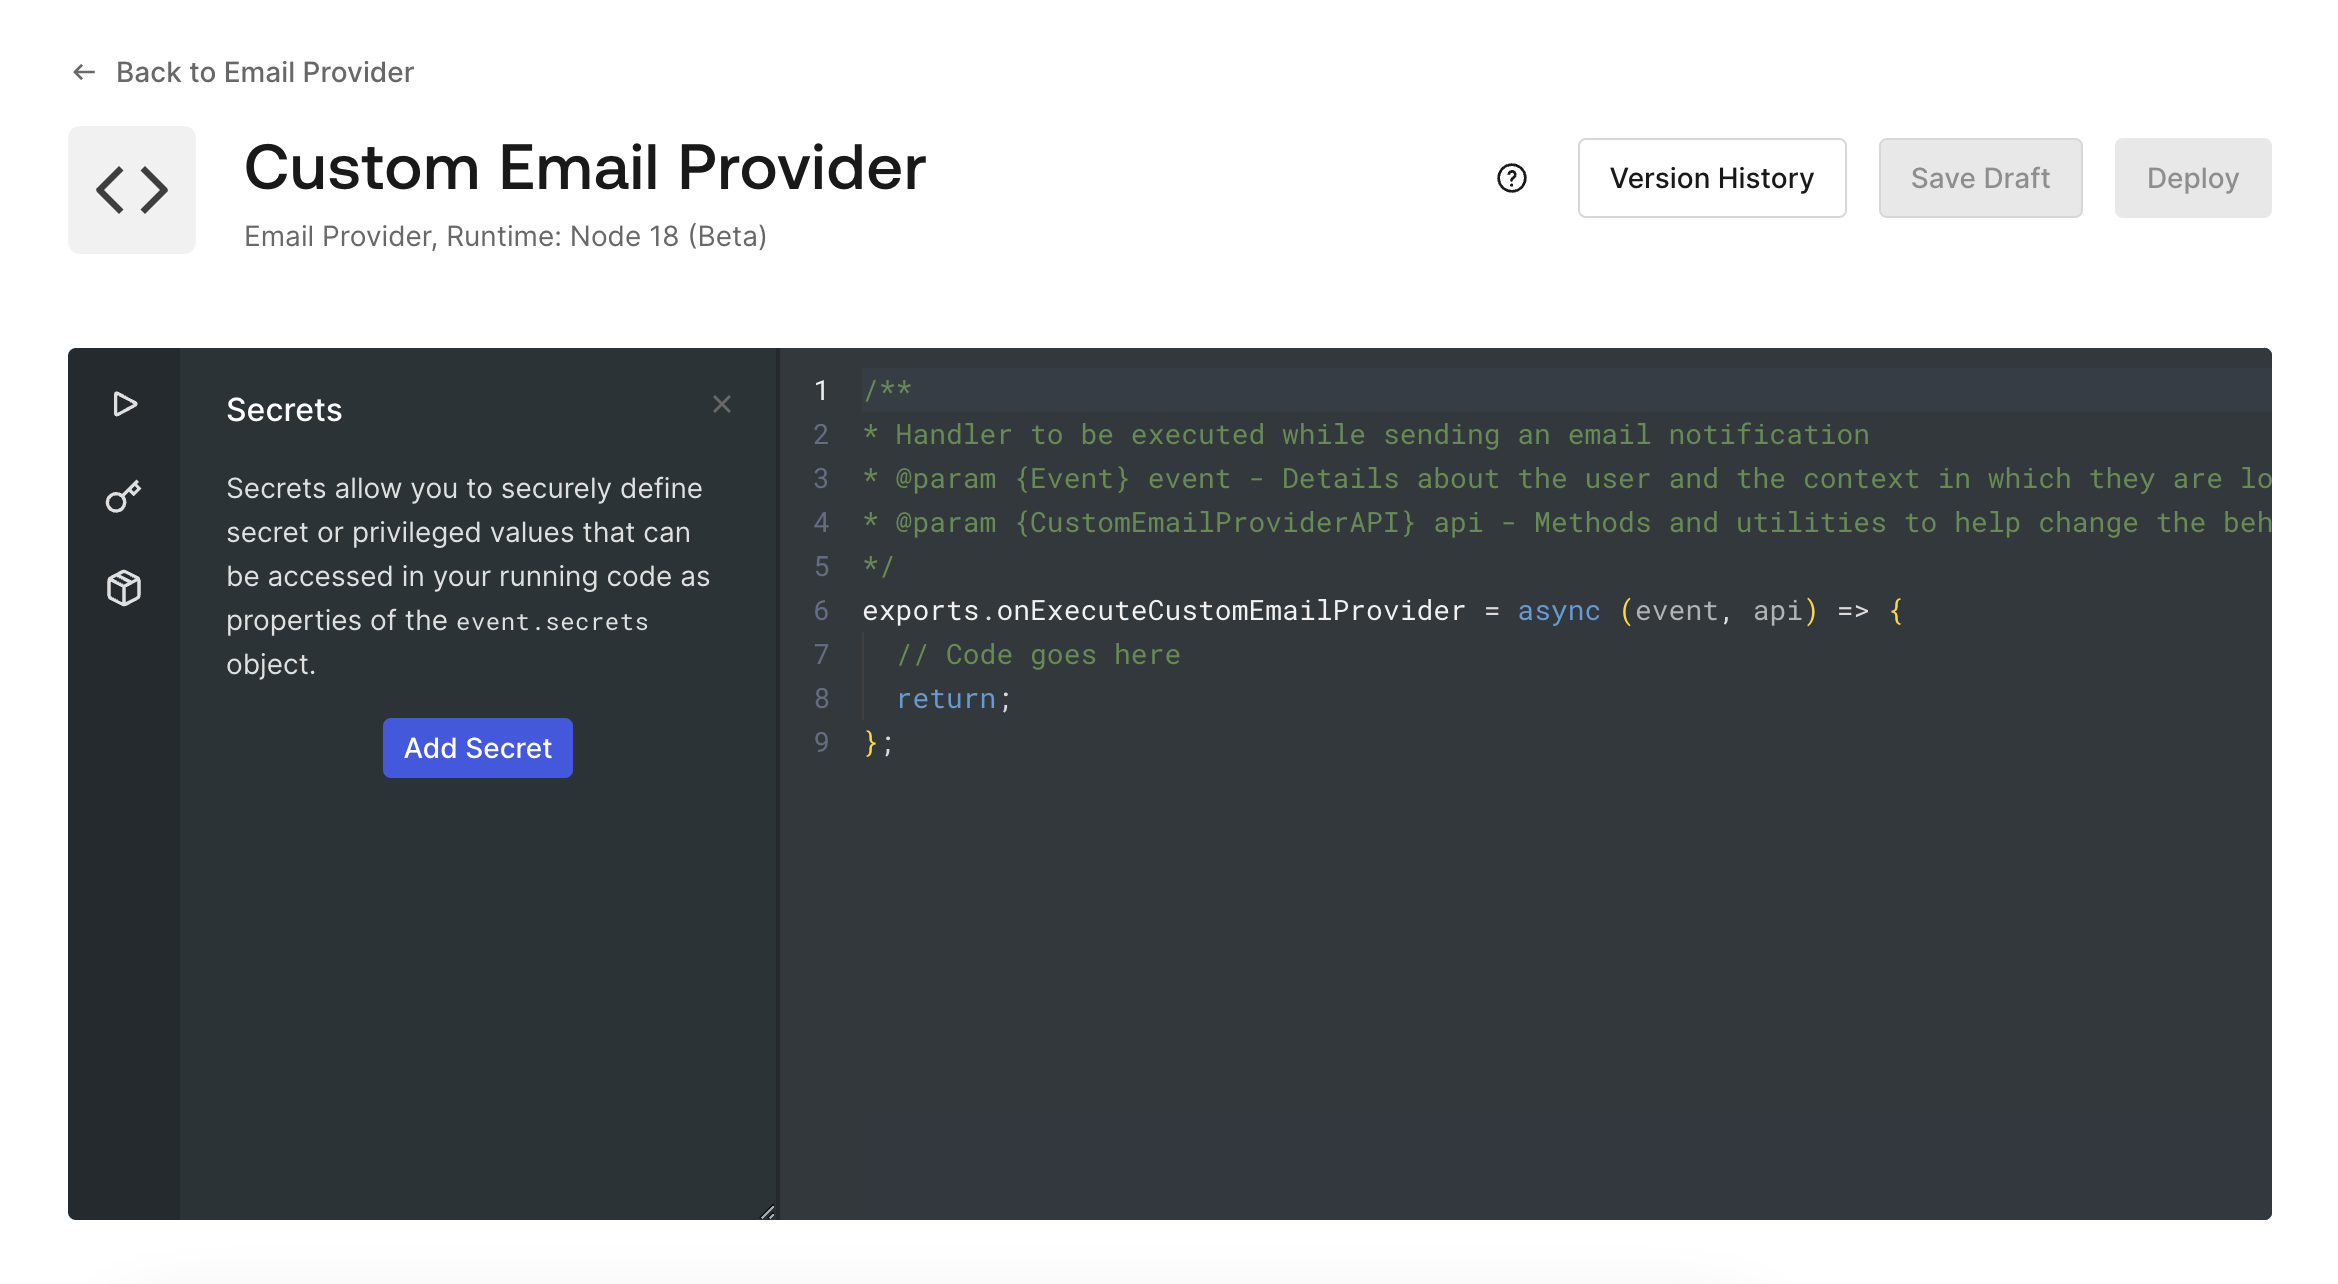 ← Back to Email Provider
Custom Email Provider
Email Provider, Runtime: Node 18 (Beta)
Version History
Save Draft
Deploy
Secrets
Secrets allow you to securely define
secret or privileged values that can
be accessed in your running code as
properties of the event.secrets
object.
Add Secret
1 /**
2 * Handler to be executed while sending an email notification
3 * @param {Event} event - Details about the user and the context in which they are lo
4 * @param {CustomEmailProviderAPI} api - Methods and utilities to help change the beh
5 */
6 exports.onExecuteCustomEmailProvider = async (event, api) => {
7 // Code goes here
8 return;
9 };